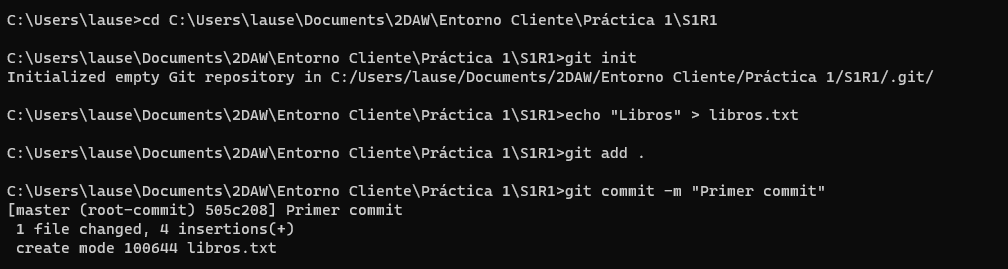 C:\Users\lause>cd C:\Users\lause\Documents\2DAW\Entorno Cliente\Práctica 1\S1R1
C:\Users\lause\Documents\2DAW\Entorno Cliente\Práctica 1\S1R1>git init
Initialized empty Git repository in C:/Users/lause/Documents/2DAW/Entorno Cliente/Práctica 1/S1R1/.git/
C:\Users\lause\Documents\2DAW\Entorno Cliente\Práctica 1\S1R1>echo "Libros" > libros.txt
C:\Users\lause\Documents\2DAW\Entorno Cliente\Práctica 1\S1R1>git add .
C:\Users\lause\Documents\2DAW\Entorno Cliente\Práctica 1\S1R1>git commit -m "Primer commit"
[master (root-commit) 505c208] Primer commit
 1 file changed, 4 insertions(+)
 create mode 100644 libros.txt